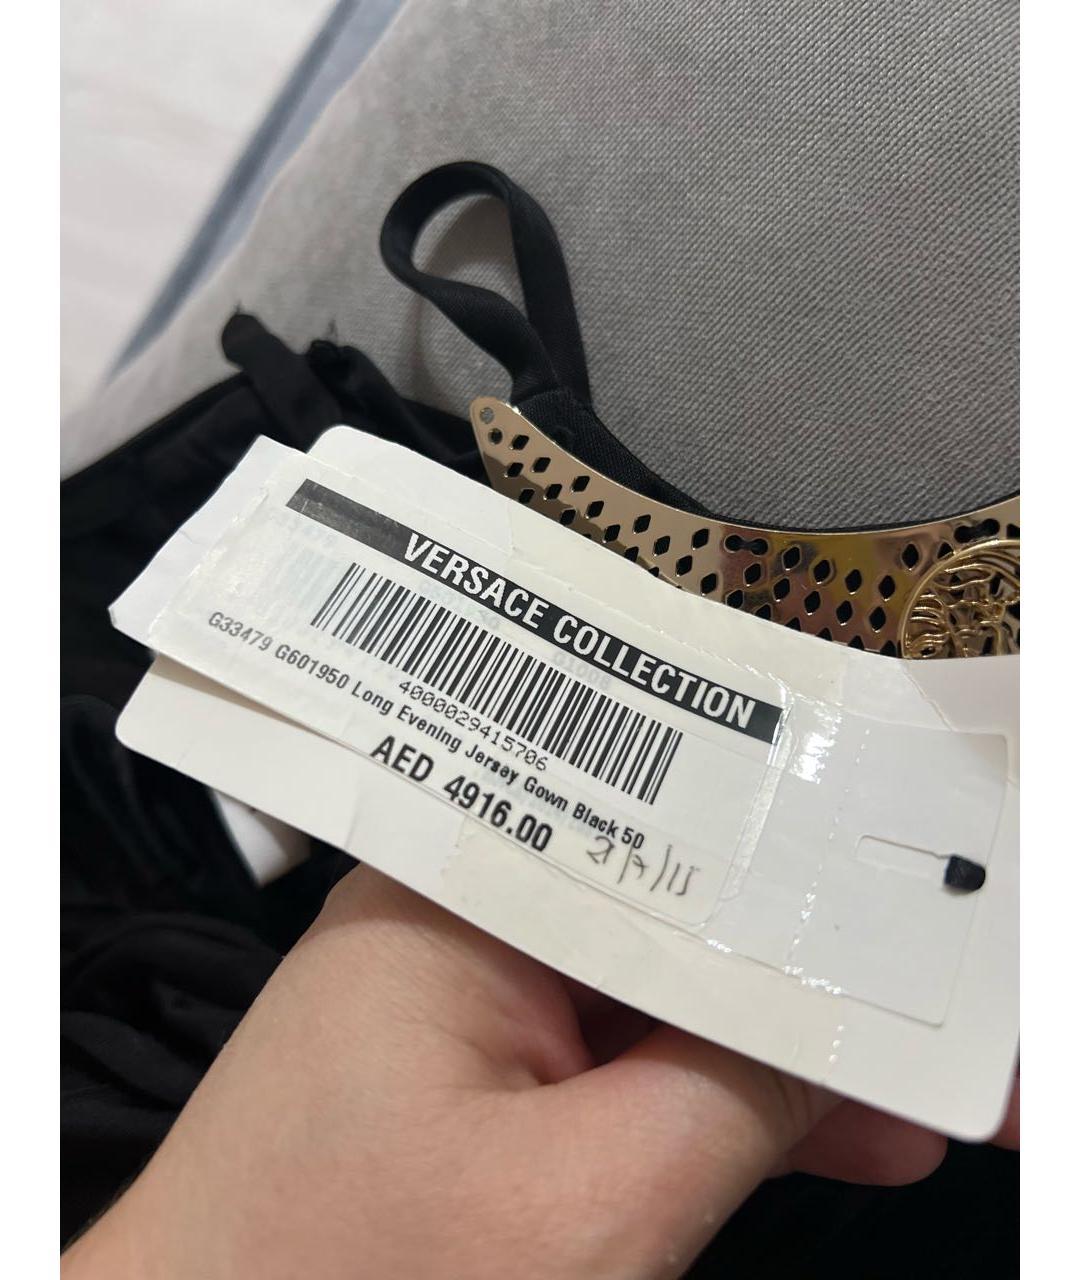 VERSACE COLLECTION
4000029415706
G33479 G601950 Long Evening Jersey Gown Black 50
AED 4916.00